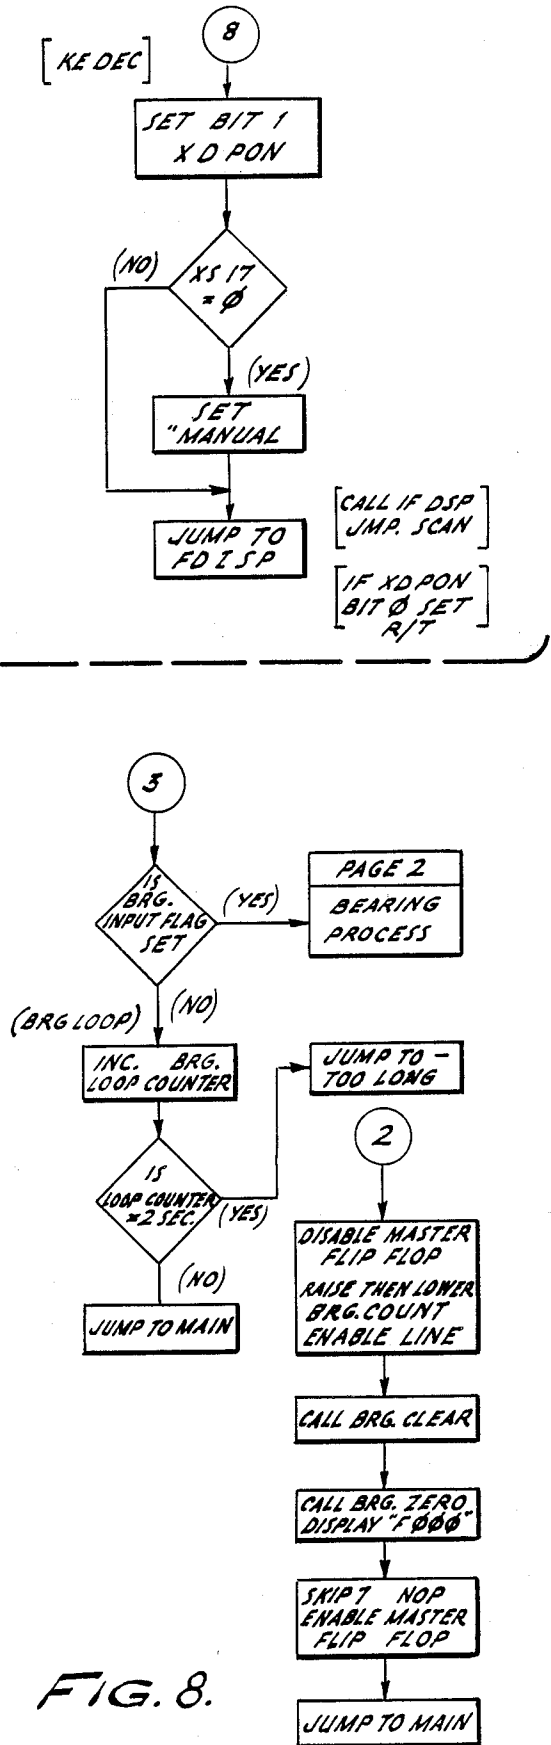 8
[KE DEC]
SET BIT 1
XD PON
(NO)
XS 17
= Ø
(YES)
SET
"MANUAL
JUMP TO
FDISP
[CALL IF DSP
JMP. SCAN]
[IF XD PON
BIT Ø SET
R/T]
3
IS
BRG.
INPUT FLAG
SET
(YES)
PAGE 2
BEARING
PROCESS
(NO)
(BRG LOOP)
INC. BRG.
LOOP COUNTER
JUMP TO -
TOO LONG
IS
LOOP COUNTER
=2 SEC.
(YES)
(NO)
JUMP TO MAIN
2
DISABLE MASTER
FLIP FLOP
RAISE THEN LOWER
BRG. COUNT
ENABLE LINE
CALL BRG. CLEAR
CALL BRG. ZERO
DISPLAY "FØØØ"
SKIP 7 NOP
ENABLE MASTER
FLIP FLOP
JUMP TO MAIN
FIG. 8.